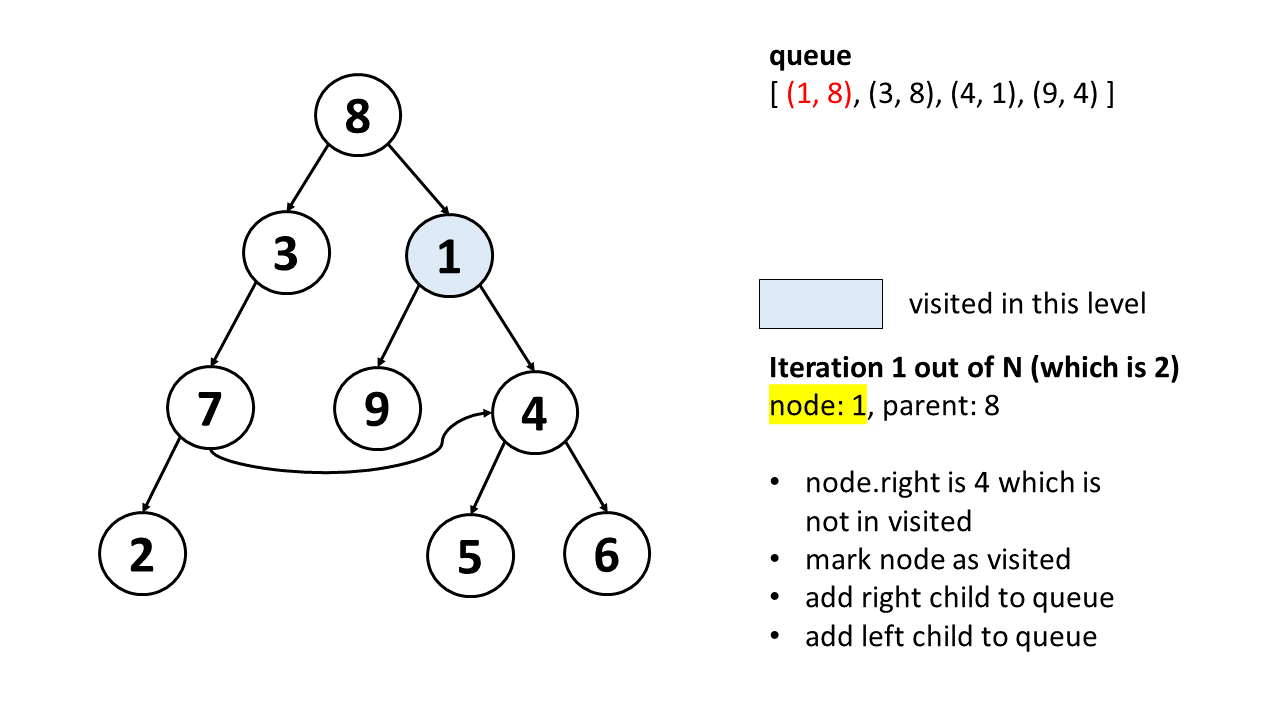 queue
[ (1, 8), (3, 8), (4, 1), (9, 4) ]
8
3
1
visited in this level
Iteration 1 out of N (which is 2)
node: 1, parent: 8
7
9
4
• node.right is 4 which is
not in visited
• mark node as visited
• add right child to queue
• add left child to queue
2
5
6